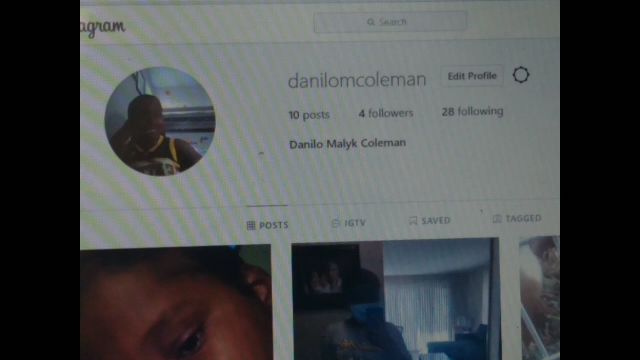 agram
Search
danilomcoleman Edit Profile
10 posts 4 followers 28 following
Danilo Malyk Coleman
POSTS IGTV SAVED TAGGED